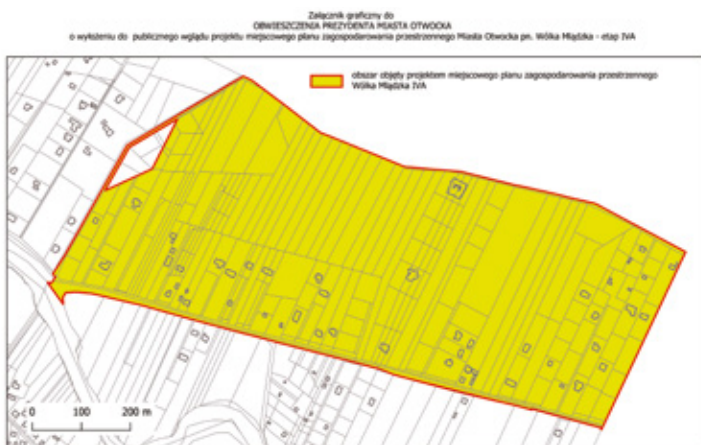 Załącznik graficzny do
OBWIESZCZENIA PREZYDENTA MIASTA OTWOCKA
o wyłożeniu do publicznego wglądu projektu miejscowego planu zagospodarowania przestrzennego Miasta Otwocka pn. Wólka Mlądzka - etap IVA
obszar objęty projektem miejscowego planu zagospodarowania przestrzennego
Wólka Mlądzka IVA
0 100 200 m